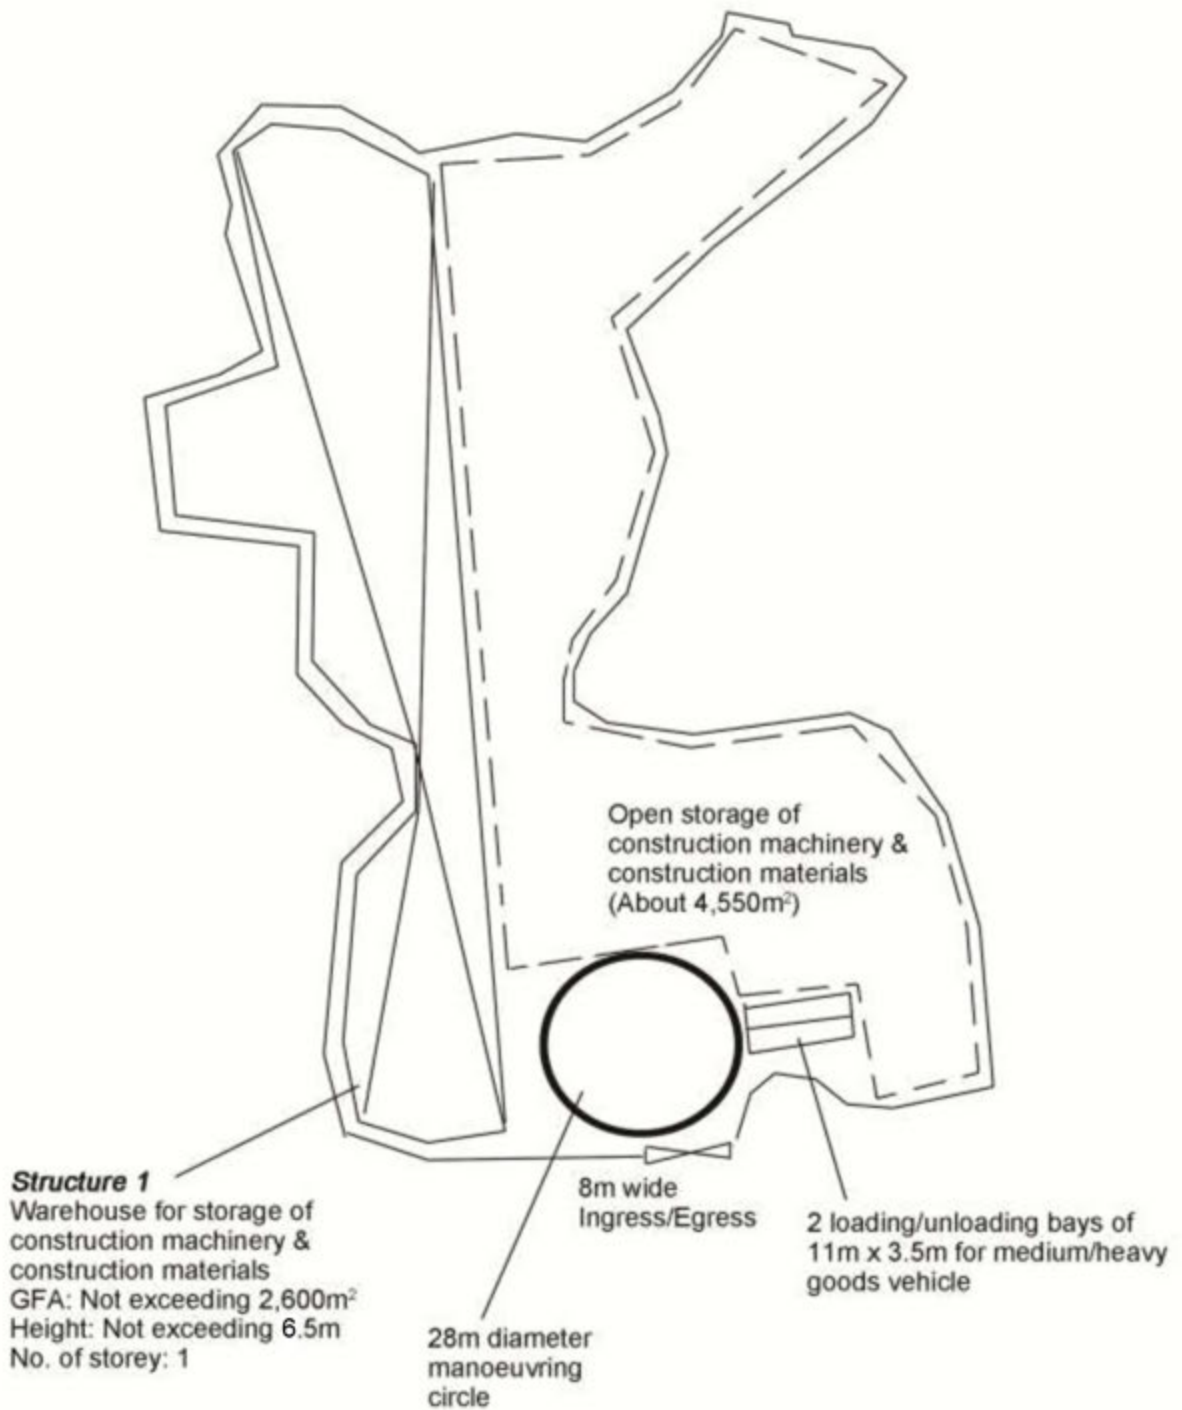 Open storage of
construction machinery &
construction materials
(About 4,550m²)
Structure 1
Warehouse for storage of
construction machinery &
construction materials
GFA: Not exceeding 2,600m²
Height: Not exceeding 6.5m
No. of storey: 1
8m wide
Ingress/Egress
2 loading/unloading bays of
11m x 3.5m for medium/heavy
goods vehicle
28m diameter
manoeuvring
circle